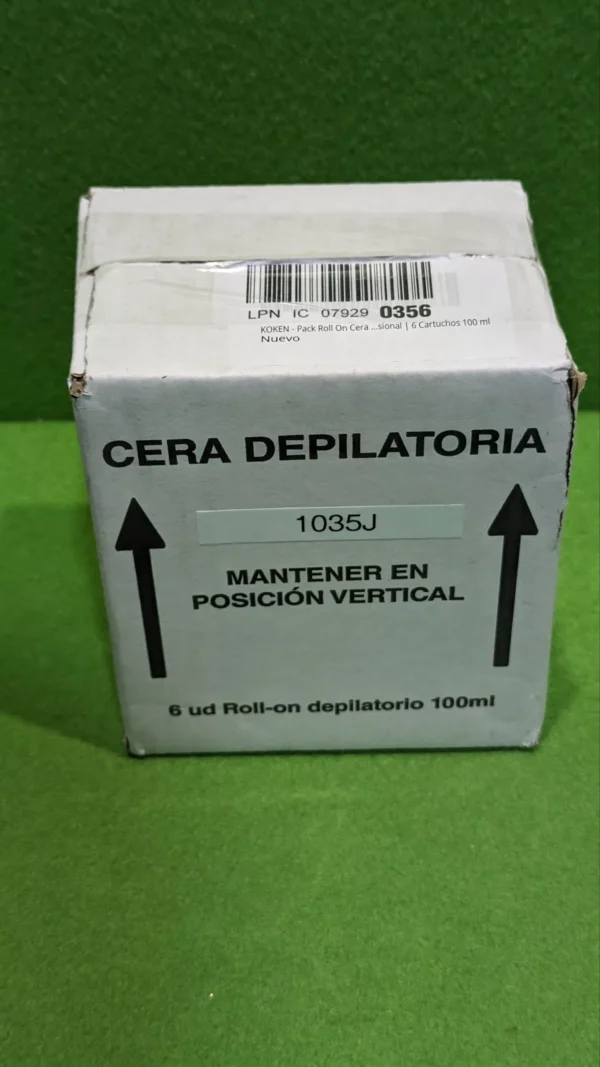 LPN IC 07929 0356
KOKEN - Pack Roll On Cera ...sional | 6 Cartuchos 100 ml
Nuevo
CERA DEPILATORIA
1035J
MANTENER EN
POSICIÓN VERTICAL
6 ud Roll-on depilatorio 100ml